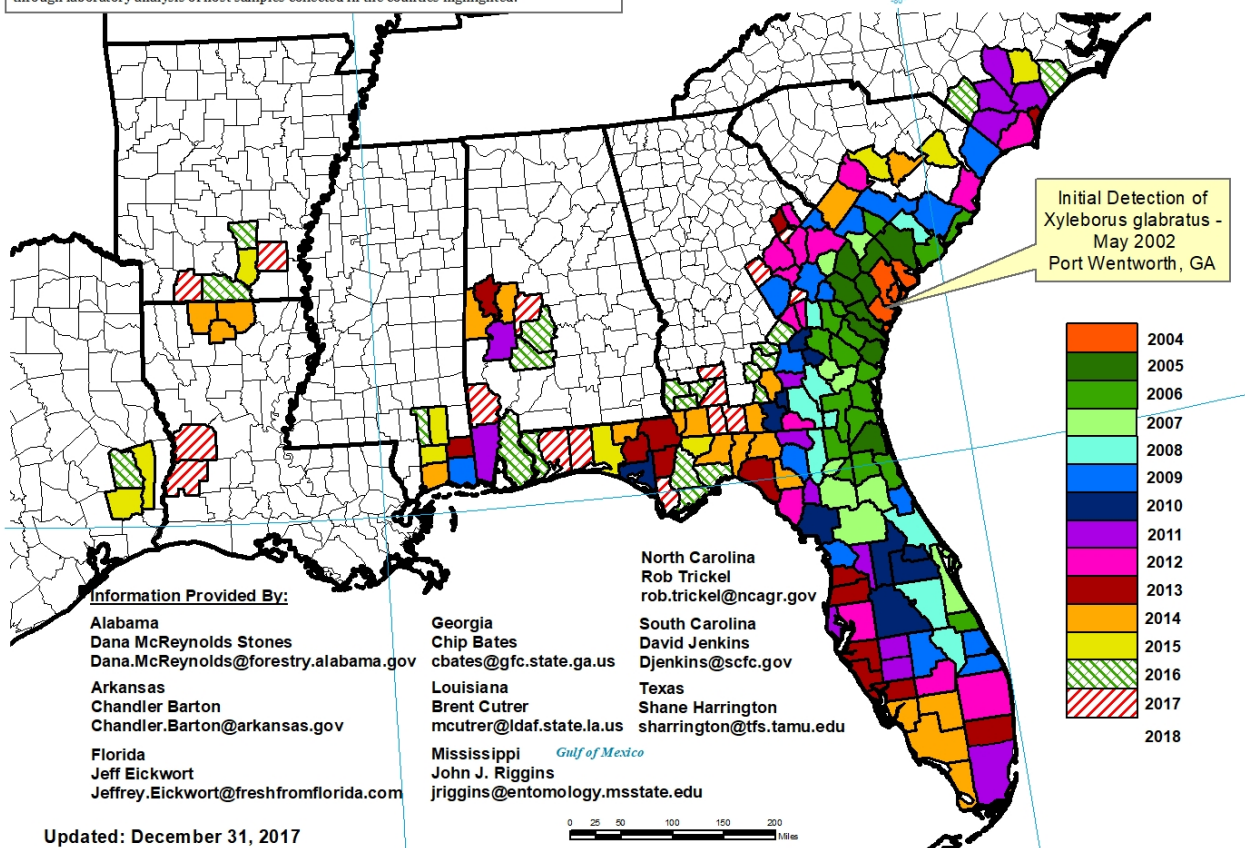 through laboratory analysis of host samples collected in the counties highlighted.
Initial Detection of
Xyleborus glabratus -
May 2002
Port Wentworth, GA
2004
2005
2006
2007
2008
2009
2010
2011
2012
2013
2014
2015
2016
2017
2018
Information Provided By:
Alabama
Dana McReynolds Stones
Dana.McReynolds@forestry.alabama.gov
Arkansas
Chandler Barton
Chandler.Barton@arkansas.gov
Florida
Jeff Eickwort
Jeffrey.Eickwort@freshfromflorida.com
Georgia
Chip Bates
cbates@gfc.state.ga.us
Louisiana
Brent Cutrer
mcutrer@ldaf.state.la.us
Mississippi
John J. Riggins
jriggins@entomology.msstate.edu
North Carolina
Rob Trickel
rob.trickel@ncagr.gov
South Carolina
David Jenkins
Djenkins@scfc.gov
Texas
Shane Harrington
sharrington@tfs.tamu.edu
Gulf of Mexico
0 25 50 100 150 200
Miles
Updated: December 31, 2017